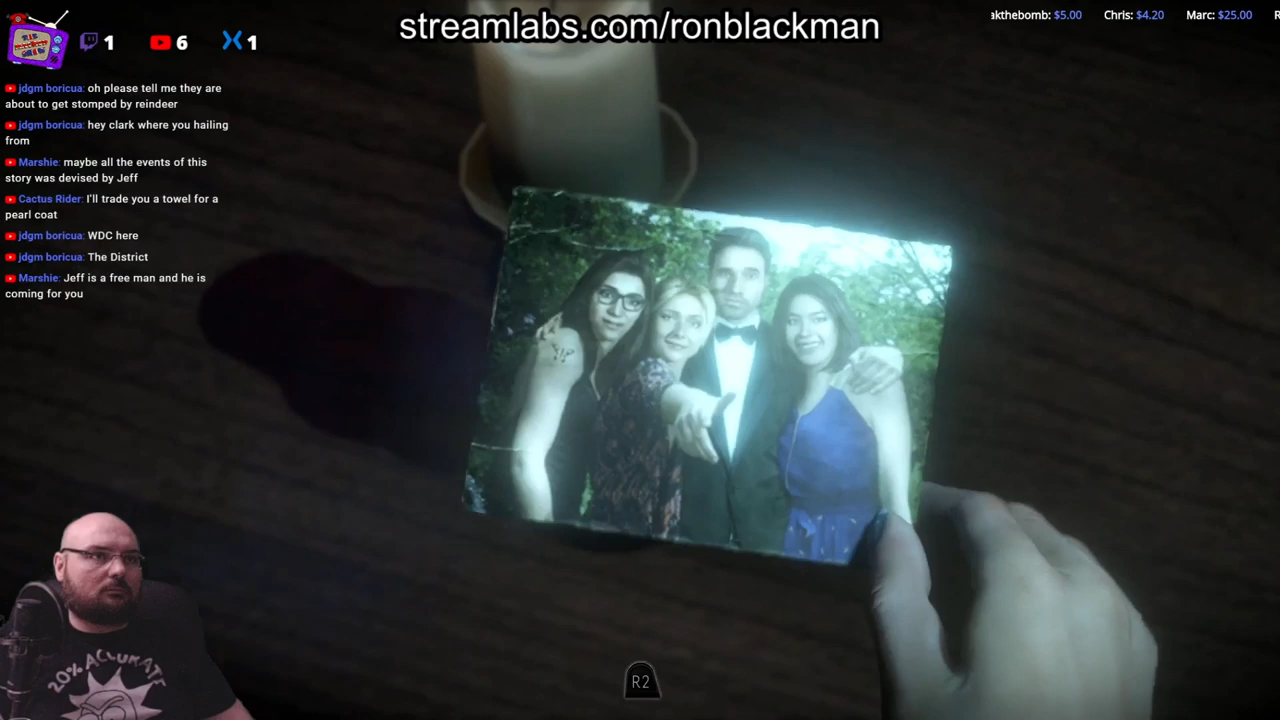 streamlabs.com/ronblackman
akthebomb: $5.00 Chris: $4.20 Marc: $25.00 R
1 6 1
jdgm boricua: oh please tell me they are
about to get stomped by reindeer
jdgm boricua: hey clark where you hailing
from
Marshie: maybe all the events of this
story was devised by Jeff
Cactus Rider: I'll trade you a towel for a
pearl coat
jdgm boricua: WDC here
jdgm boricua: The District
Marshie: Jeff is a free man and he is
coming for you
20% ACCURATE
R2